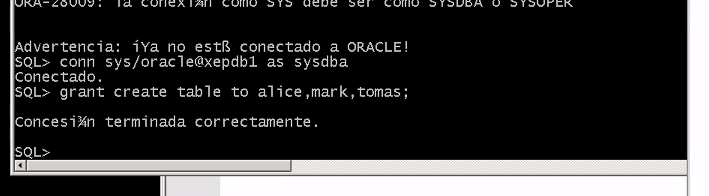 ORA-28009: la conexi¾n como SYS debe ser como SYSDBA o SYSOPER
Advertencia: íYa no estß conectado a ORACLE!
SQL> conn sys/oracle@xepdb1 as sysdba
Conectado.
SQL> grant create table to alice,mark,tomas;
Concesi¾n terminada correctamente.
SQL>